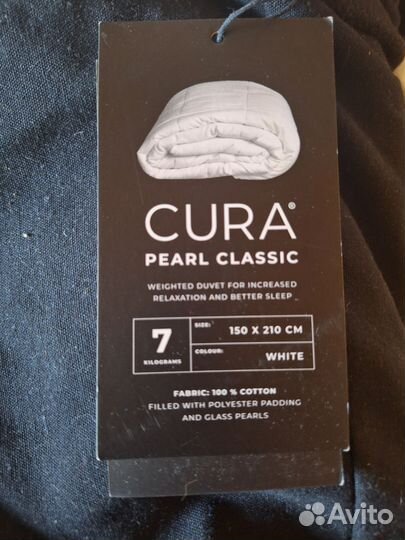 CURA®
PEARL CLASSIC
WEIGHTED DUVET FOR INCREASED
RELAXATION AND BETTER SLEEP
7
KILOGRAMS
SIZE:
150 X 210 CM
COLOUR:
WHITE
FABRIC: 100 % COTTON
FILLED WITH POLYESTER PADDING
AND GLASS PEARLS
Avito